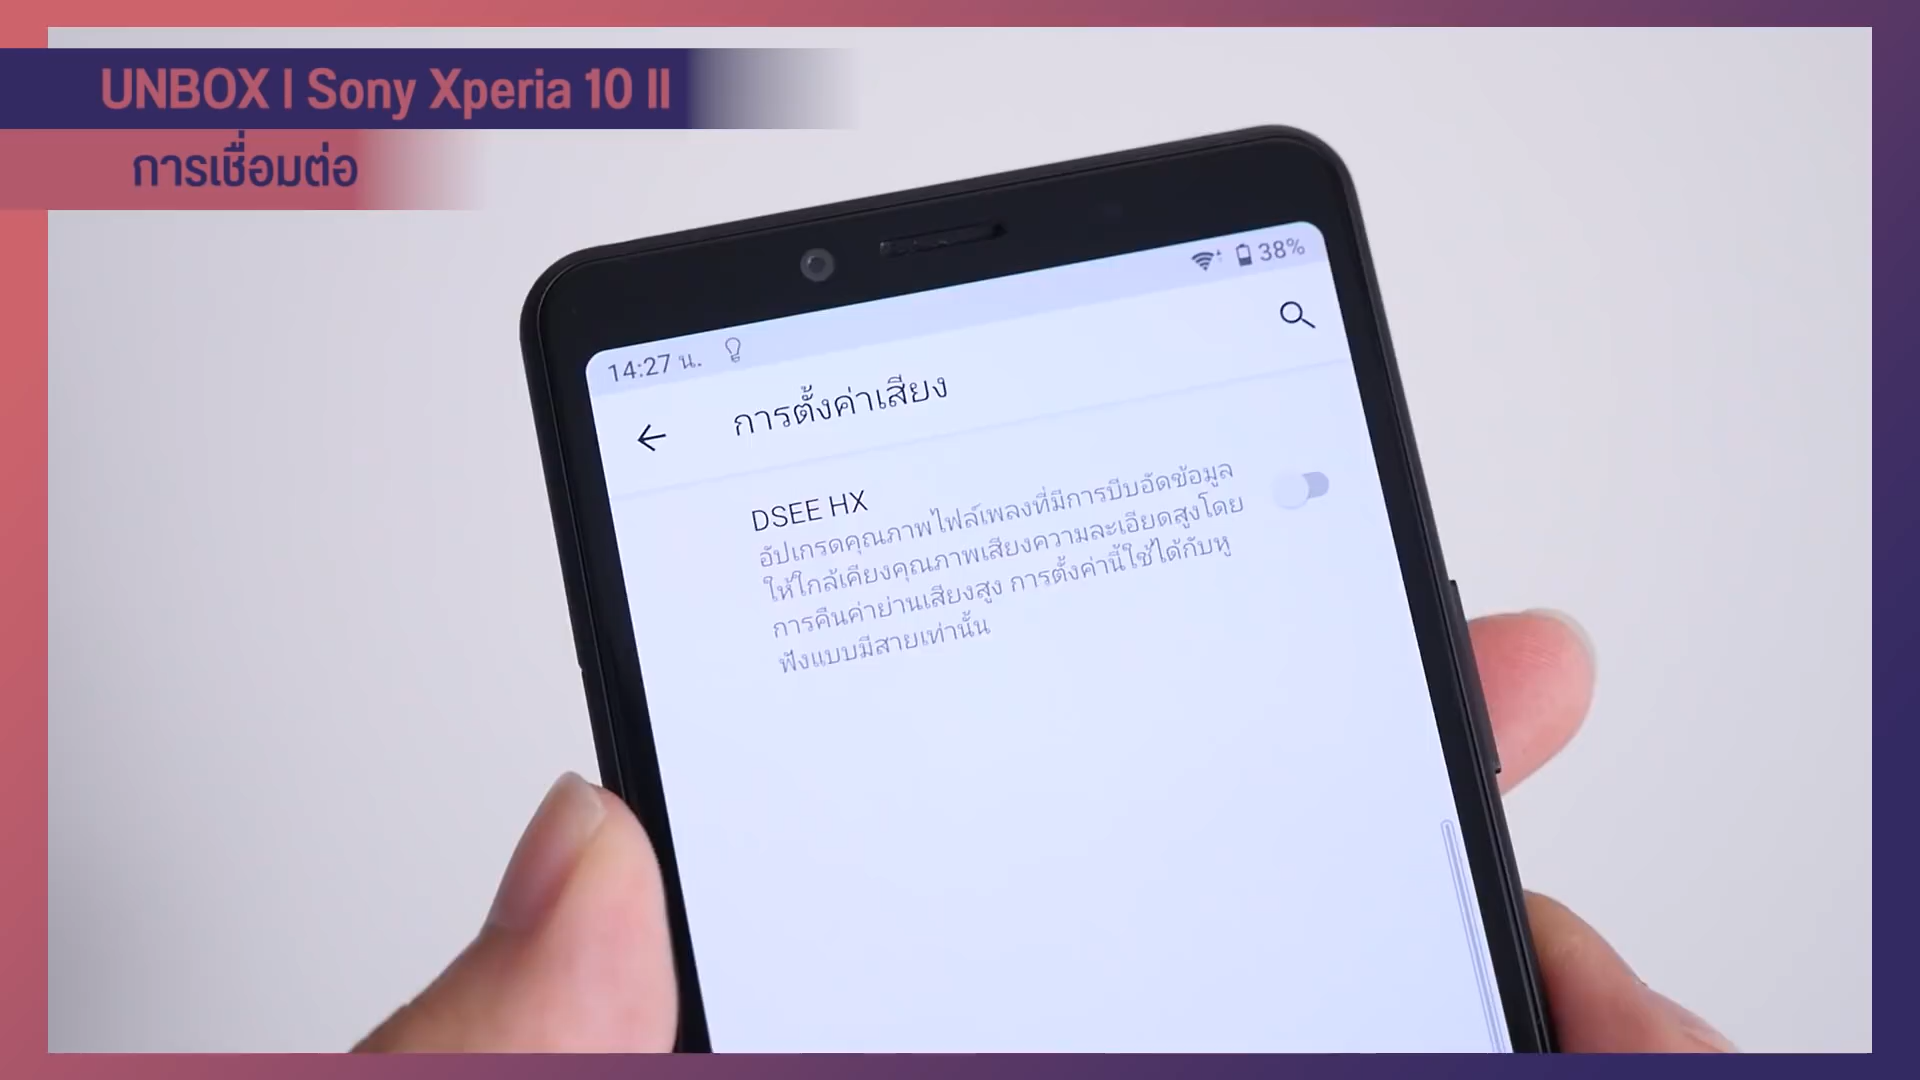 UNBOX | Sony Xperia 10 II
การเชื่อมต่อ
38%
14:27 น.
การตั้งค่าเสียง
DSEE HX
อัปเกรดคุณภาพไฟล์เพลงที่มีการบีบอัดข้อมูล
ให้ใกล้เคียงคุณภาพเสียงความละเอียดสูงโดย
การคืนค่าย่านเสียงสูง การตั้งค่านี้ใช้ได้กับหู
ฟังแบบมีสายเท่านั้น